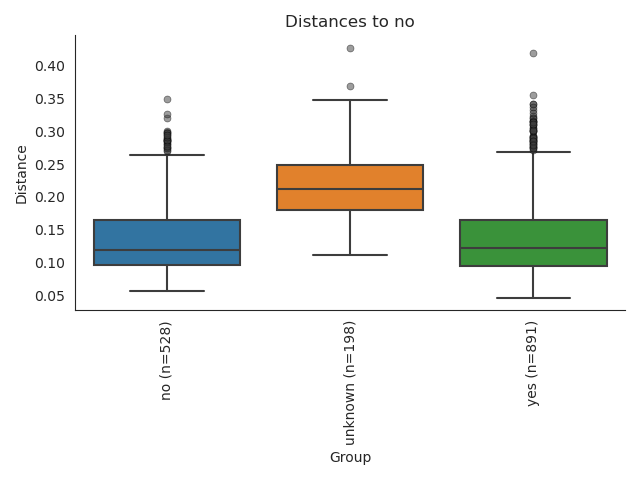 Distances to no
Distance
0.40
0.35
0.30
0.25
0.20
0.15
0.10
0.05
no (n=528)
unknown (n=198)
yes (n=891)
Group